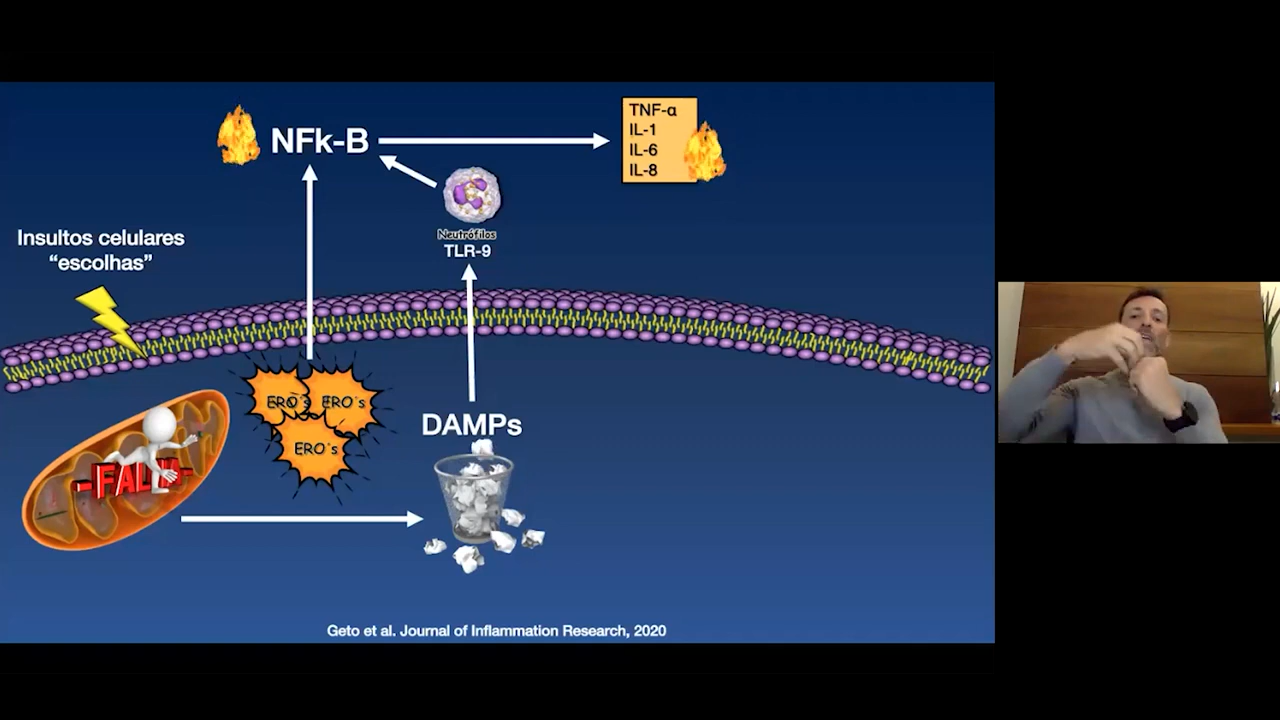 NFk-B
TNF-α
IL-1
IL-6
IL-8
Neutrófilos
TLR-9
Insultos celulares
“escolhas”
ERO´s
ERO´s
ERO´s
DAMPs
Geto et al. Journal of Inflammation Research, 2020